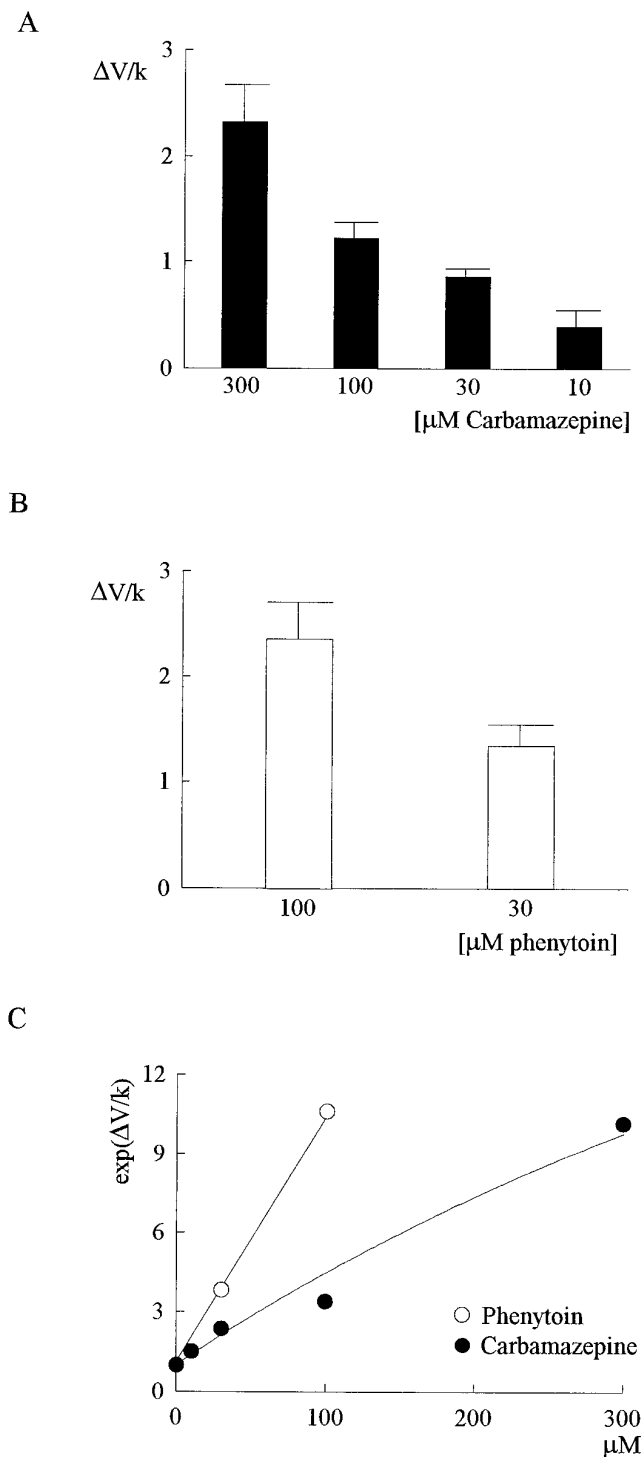 A
ΔV/k
3
2
1
0
300 100 30 10
[μM Carbamazepine]
B
ΔV/k
3
2
1
0
100 30
[μM phenytoin]
C
exp(ΔV/k)
12
9
6
3
0
Phenytoin
Carbamazepine
0 100 200 300
μM